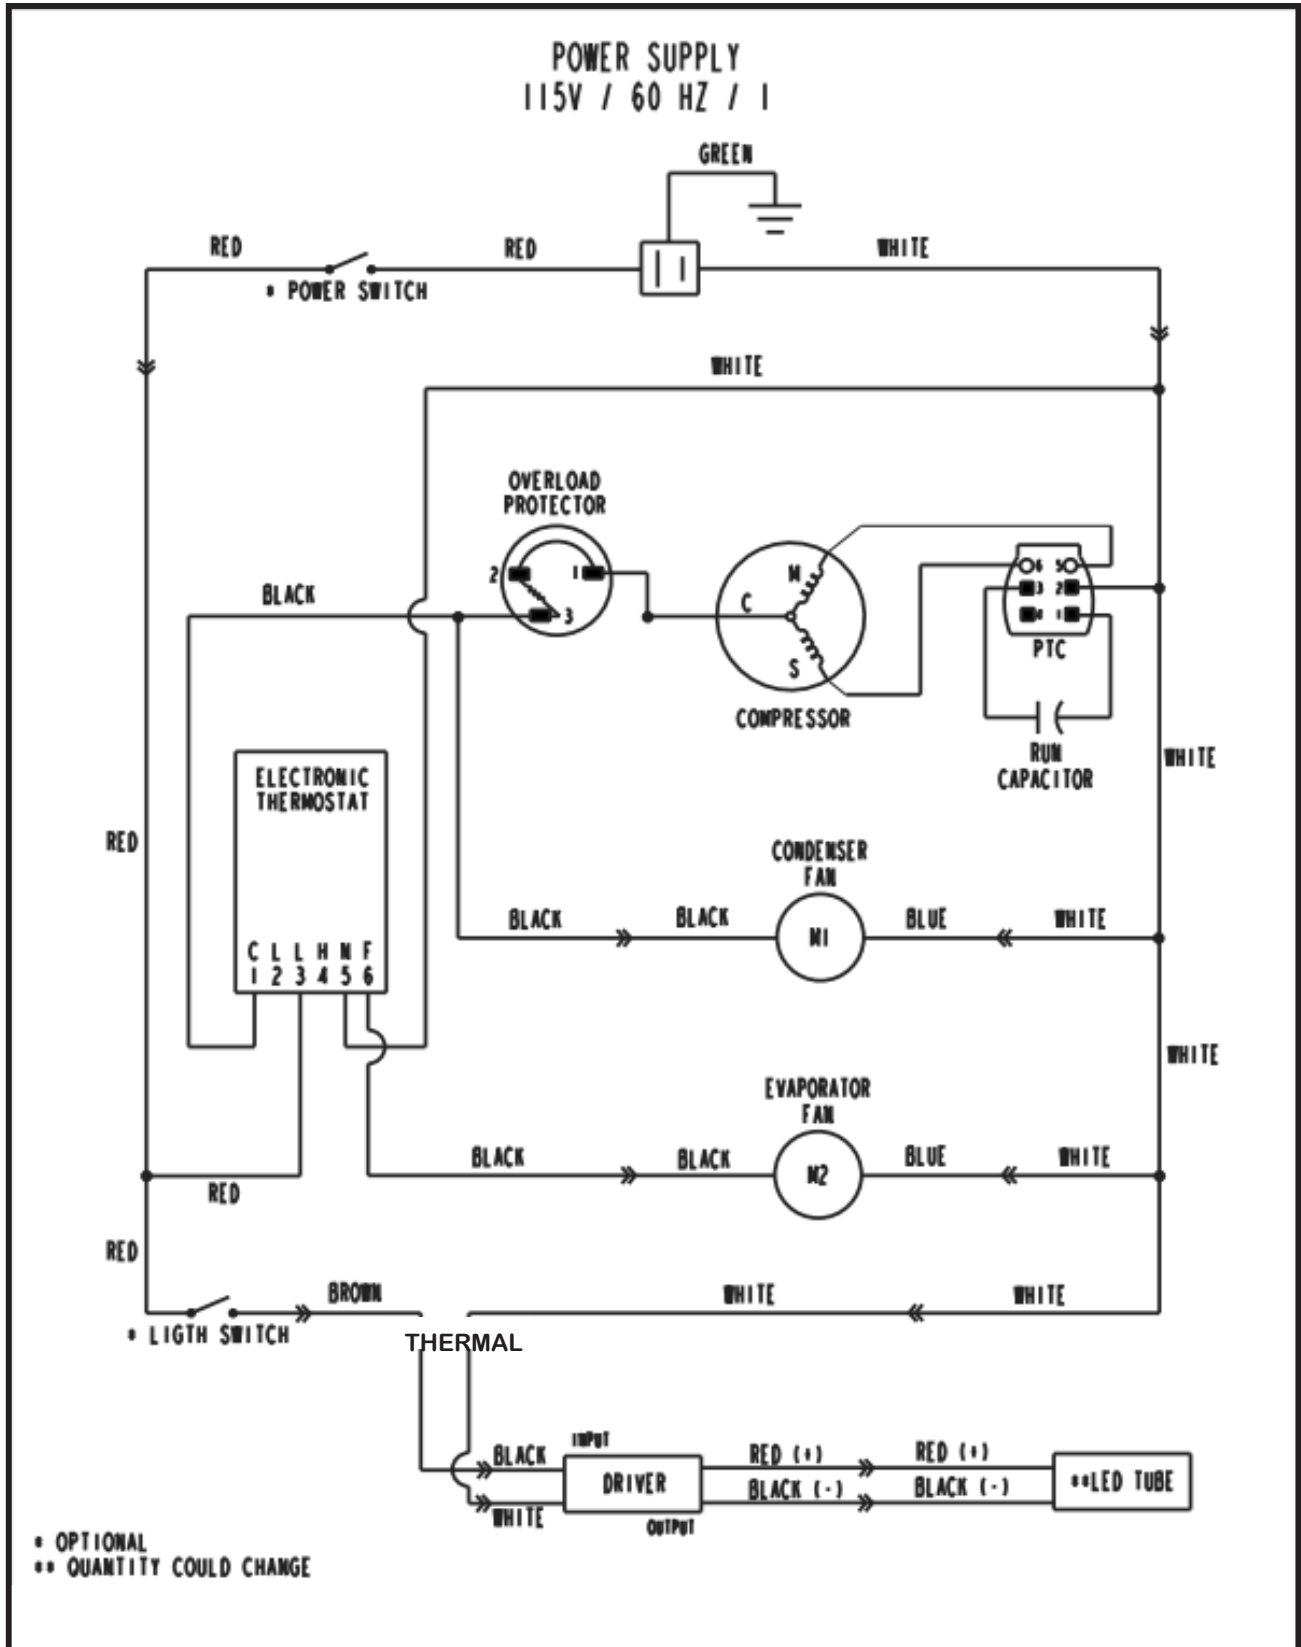 POWER SUPPLY
115V / 60 HZ / 1
GREEN
RED
RED
WHITE
* POWER SWITCH
WHITE
OVERLOAD
PROTECTOR
2
1
3
BLACK
M
C
S
COMPRESSOR
6 5
3 2
4 1
PTC
RUN
CAPACITOR
WHITE
ELECTRONIC
THERMOSTAT
C L L H N F
1 2 3 4 5 6
RED
CONDENSER
FAN
BLACK
BLACK
M1
BLUE
WHITE
WHITE
EVAPORATOR
FAN
BLACK
BLACK
M2
BLUE
WHITE
RED
RED
BROWN
WHITE
WHITE
* LIGTH SWITCH
THERMAL
INPUT
BLACK
WHITE
DRIVER
OUTPUT
RED (+)
RED (+)
BLACK (-)
BLACK (-)
**LED TUBE
* OPTIONAL
** QUANTITY COULD CHANGE